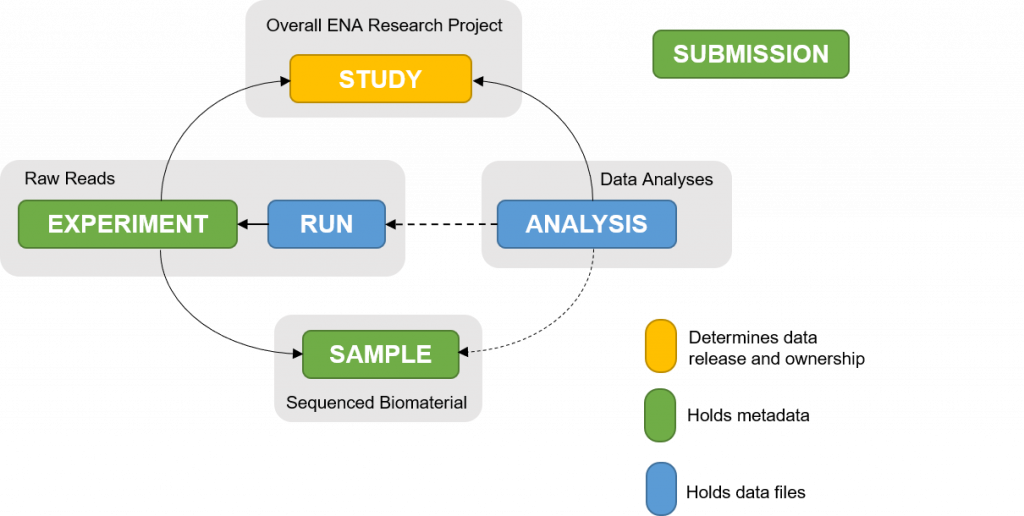 Overall ENA Research Project
STUDY
SUBMISSION
Raw Reads
EXPERIMENT
RUN
Data Analyses
ANALYSIS
SAMPLE
Sequenced Biomaterial
Determines data
release and ownership
Holds metadata
Holds data files